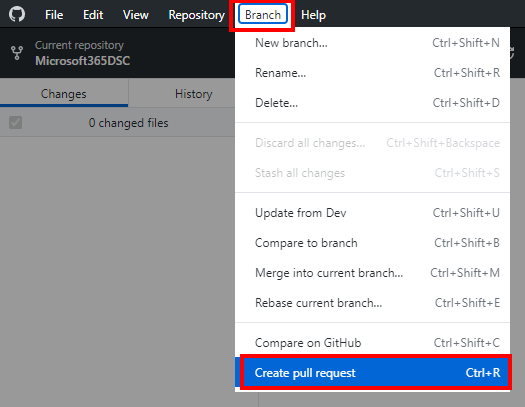 File Edit View Repository Branch Help
Current repository
Microsoft365DSC
Changes History
0 changed files
New branch... Ctrl+Shift+N
Rename... Ctrl+Shift+R
Delete... Ctrl+Shift+D
Discard all changes... Ctrl+Shift+Backspace
Stash all changes Ctrl+Shift+S
Update from Dev Ctrl+Shift+U
Compare to branch Ctrl+Shift+B
Merge into current branch... Ctrl+Shift+M
Rebase current branch... Ctrl+Shift+E
Compare on GitHub Ctrl+Shift+C
Create pull request Ctrl+R